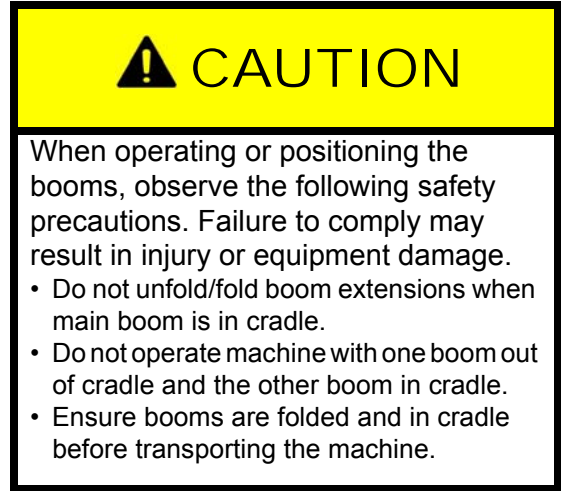 CAUTION
When operating or positioning the
booms, observe the following safety
precautions. Failure to comply may
result in injury or equipment damage.
• Do not unfold/fold boom extensions when
main boom is in cradle.
• Do not operate machine with one boom out
of cradle and the other boom in cradle.
• Ensure booms are folded and in cradle
before transporting the machine.